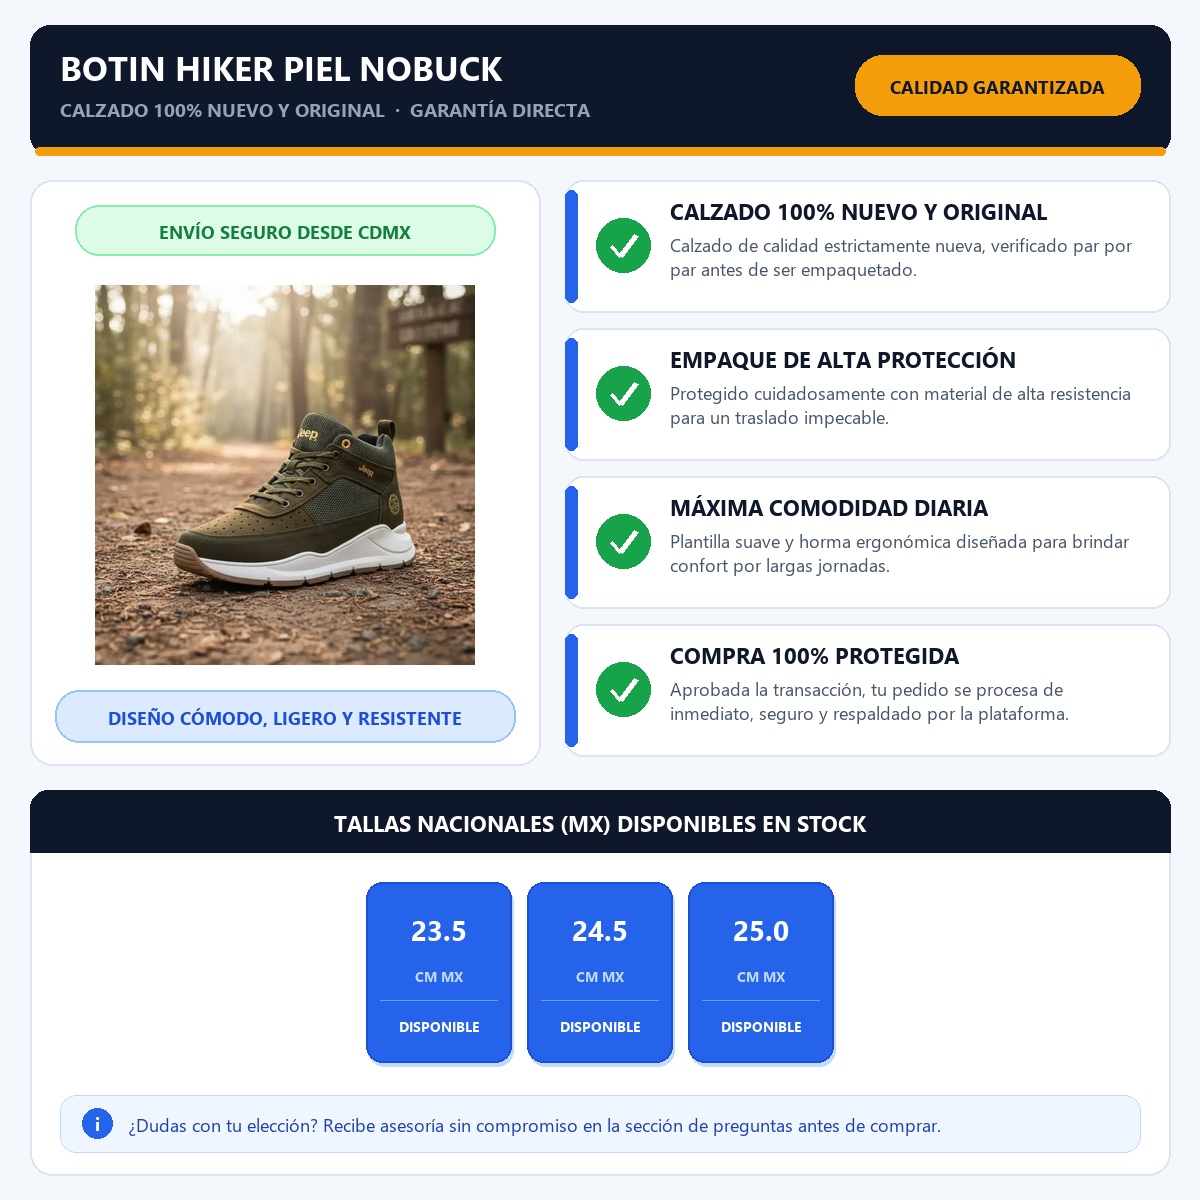 BOTIN HIKER PIEL NOBUCK
CALZADO 100% NUEVO Y ORIGINAL · GARANTÍA DIRECTA
CALIDAD GARANTIZADA
ENVÍO SEGURO DESDE CDMX
Jeep
Jeep
DISEÑO CÓMODO, LIGERO Y RESISTENTE
CALZADO 100% NUEVO Y ORIGINAL
Calzado de calidad estrictamente nueva, verificado par por
par antes de ser empaquetado.
EMPAQUE DE ALTA PROTECCIÓN
Protegido cuidadosamente con material de alta resistencia
para un traslado impecable.
MÁXIMA COMODIDAD DIARIA
Plantilla suave y horma ergonómica diseñada para brindar
confort por largas jornadas.
COMPRA 100% PROTEGIDA
Aprobada la transacción, tu pedido se procesa de
inmediato, seguro y respaldado por la plataforma.
TALLAS NACIONALES (MX) DISPONIBLES EN STOCK
23.5
CM MX
DISPONIBLE
24.5
CM MX
DISPONIBLE
25.0
CM MX
DISPONIBLE
¿Dudas con tu elección? Recibe asesoría sin compromiso en la sección de preguntas antes de comprar.